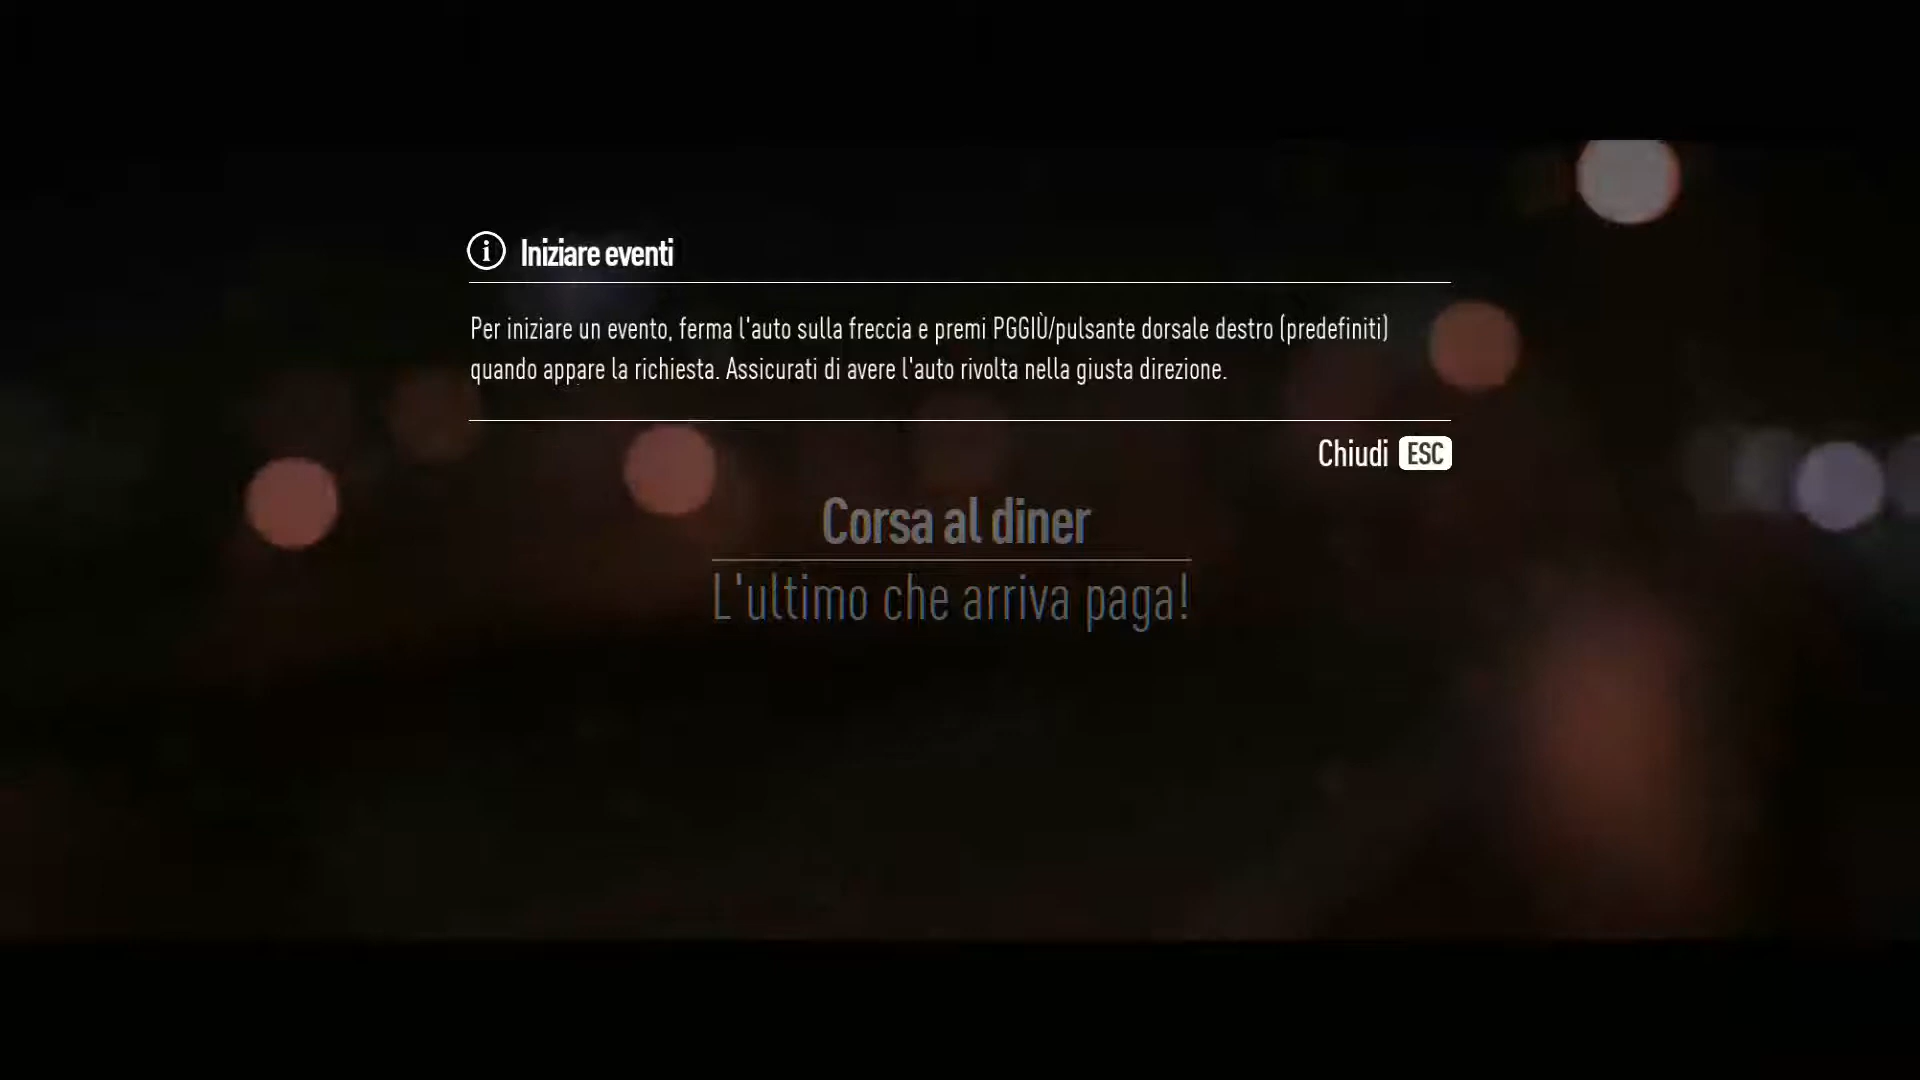 i Iniziare eventi
Per iniziare un evento, ferma l'auto sulla freccia e premi PGGIÙ/pulsante dorsale destro (predefiniti)
quando appare la richiesta. Assicurati di avere l'auto rivolta nella giusta direzione.
Chiudi ESC
Corsa al diner
L'ultimo che arriva paga!